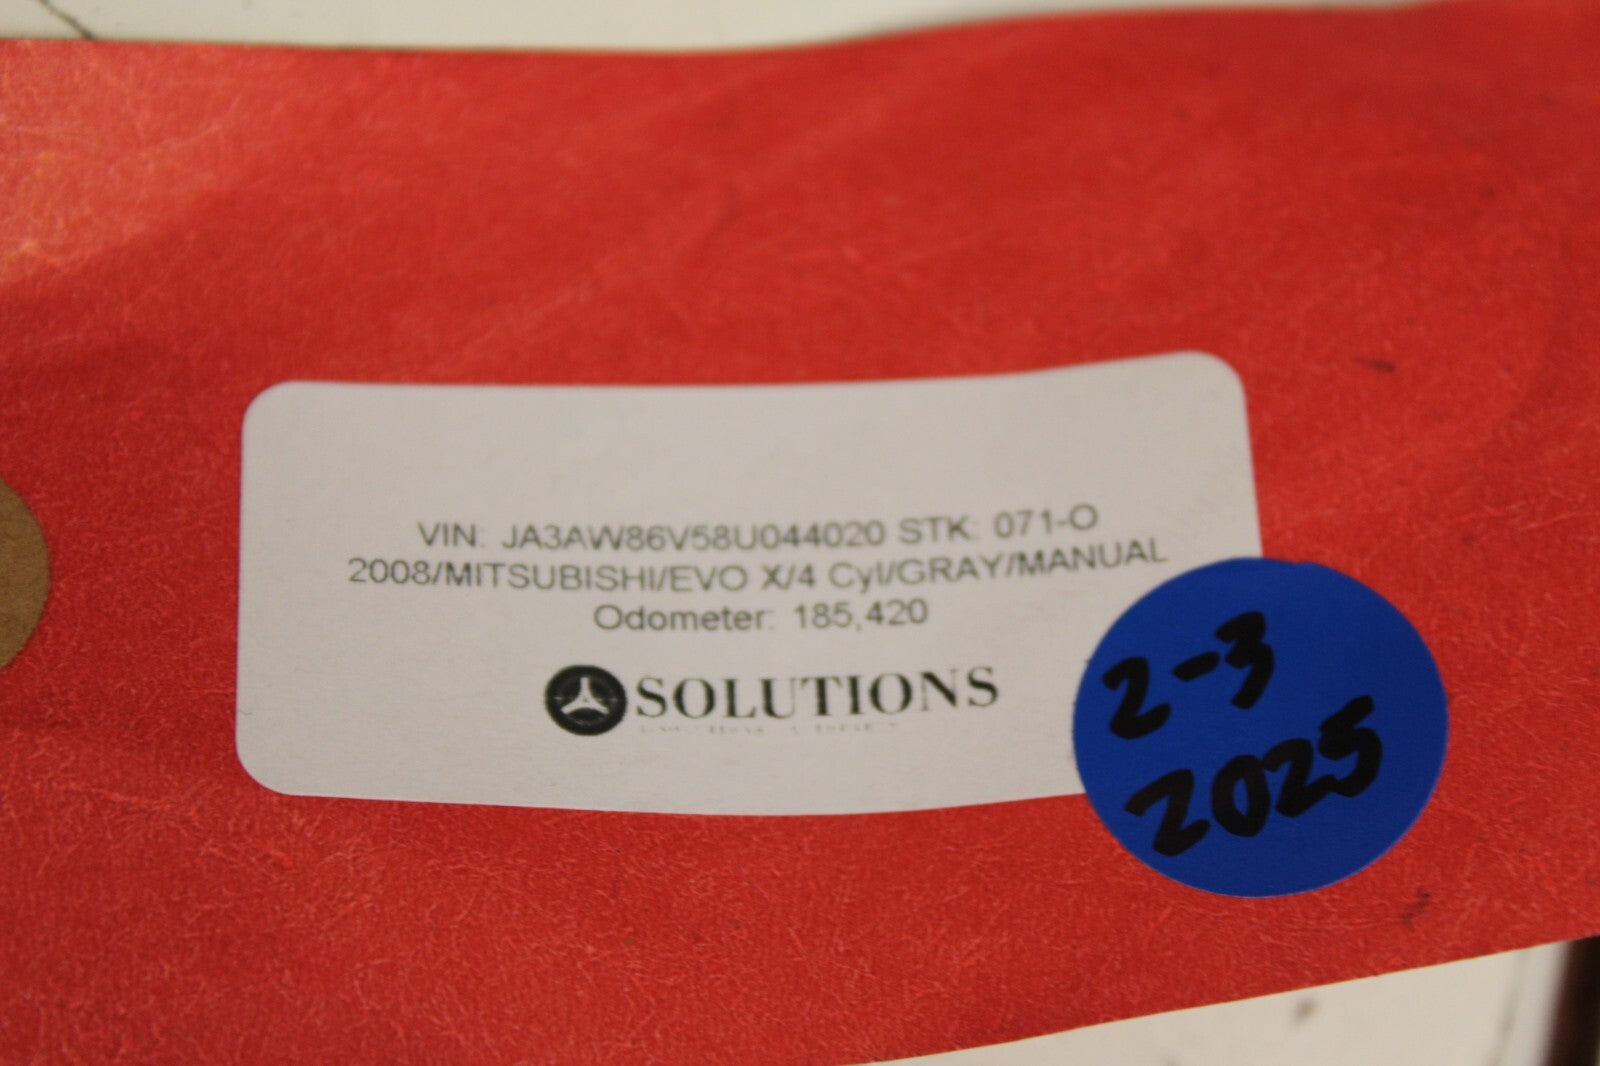 VIN: JA3AW86V58U044020 STK: 071-O
2008/MITSUBISHI/EVO X/4 Cyl/GRAY/MANUAL
Odometer: 185,420
SOLUTIONS
2-3
2025